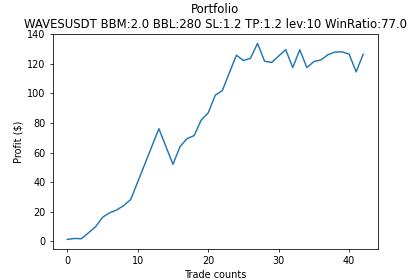 Portfolio
WAVESUSDT BBM:2.0 BBL:280 SL:1.2 TP:1.2 lev:10 WinRatio:77.0
140
120
100
80
60
40
20
0
Profit ($)
0 10 20 30 40
Trade counts